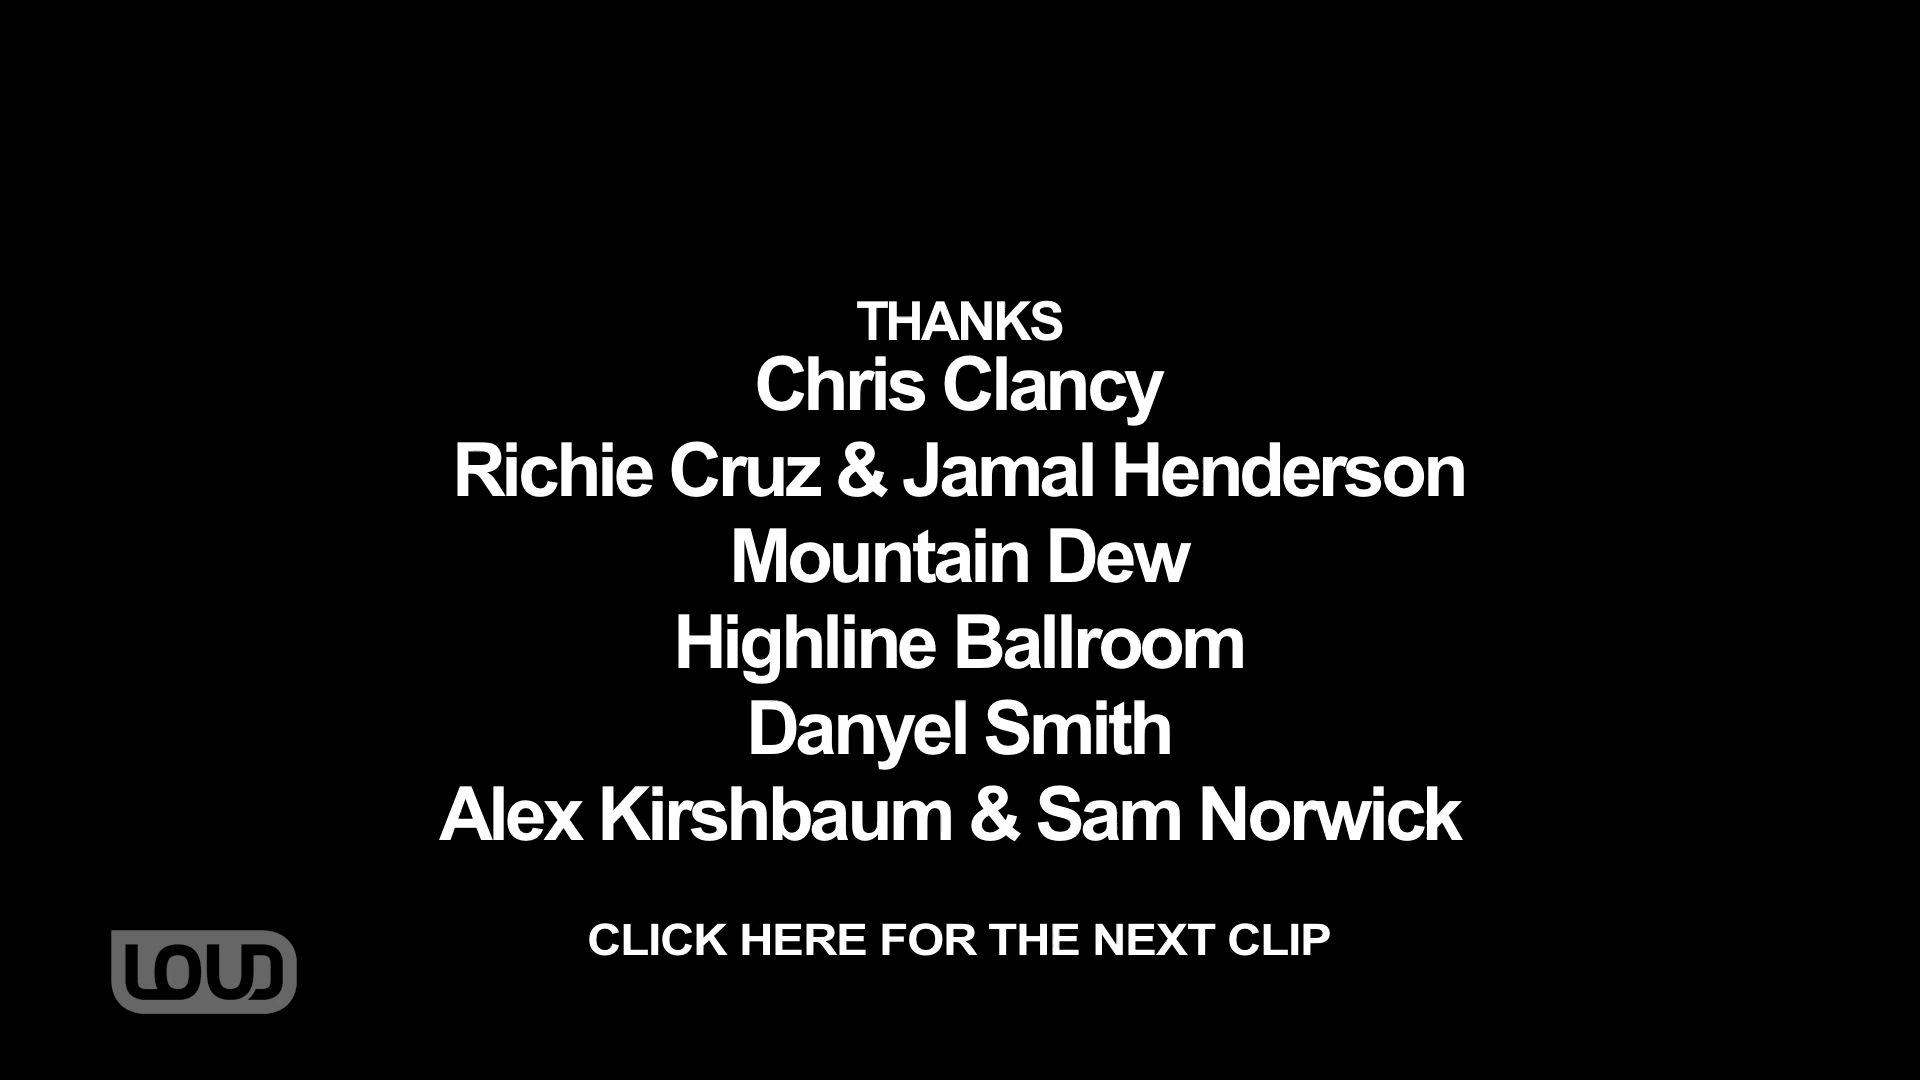 THANKS
Chris Clancy
Richie Cruz & Jamal Henderson
Mountain Dew
Highline Ballroom
Danyel Smith
Alex Kirshbaum & Sam Norwick
CLICK HERE FOR THE NEXT CLIP
LOUD